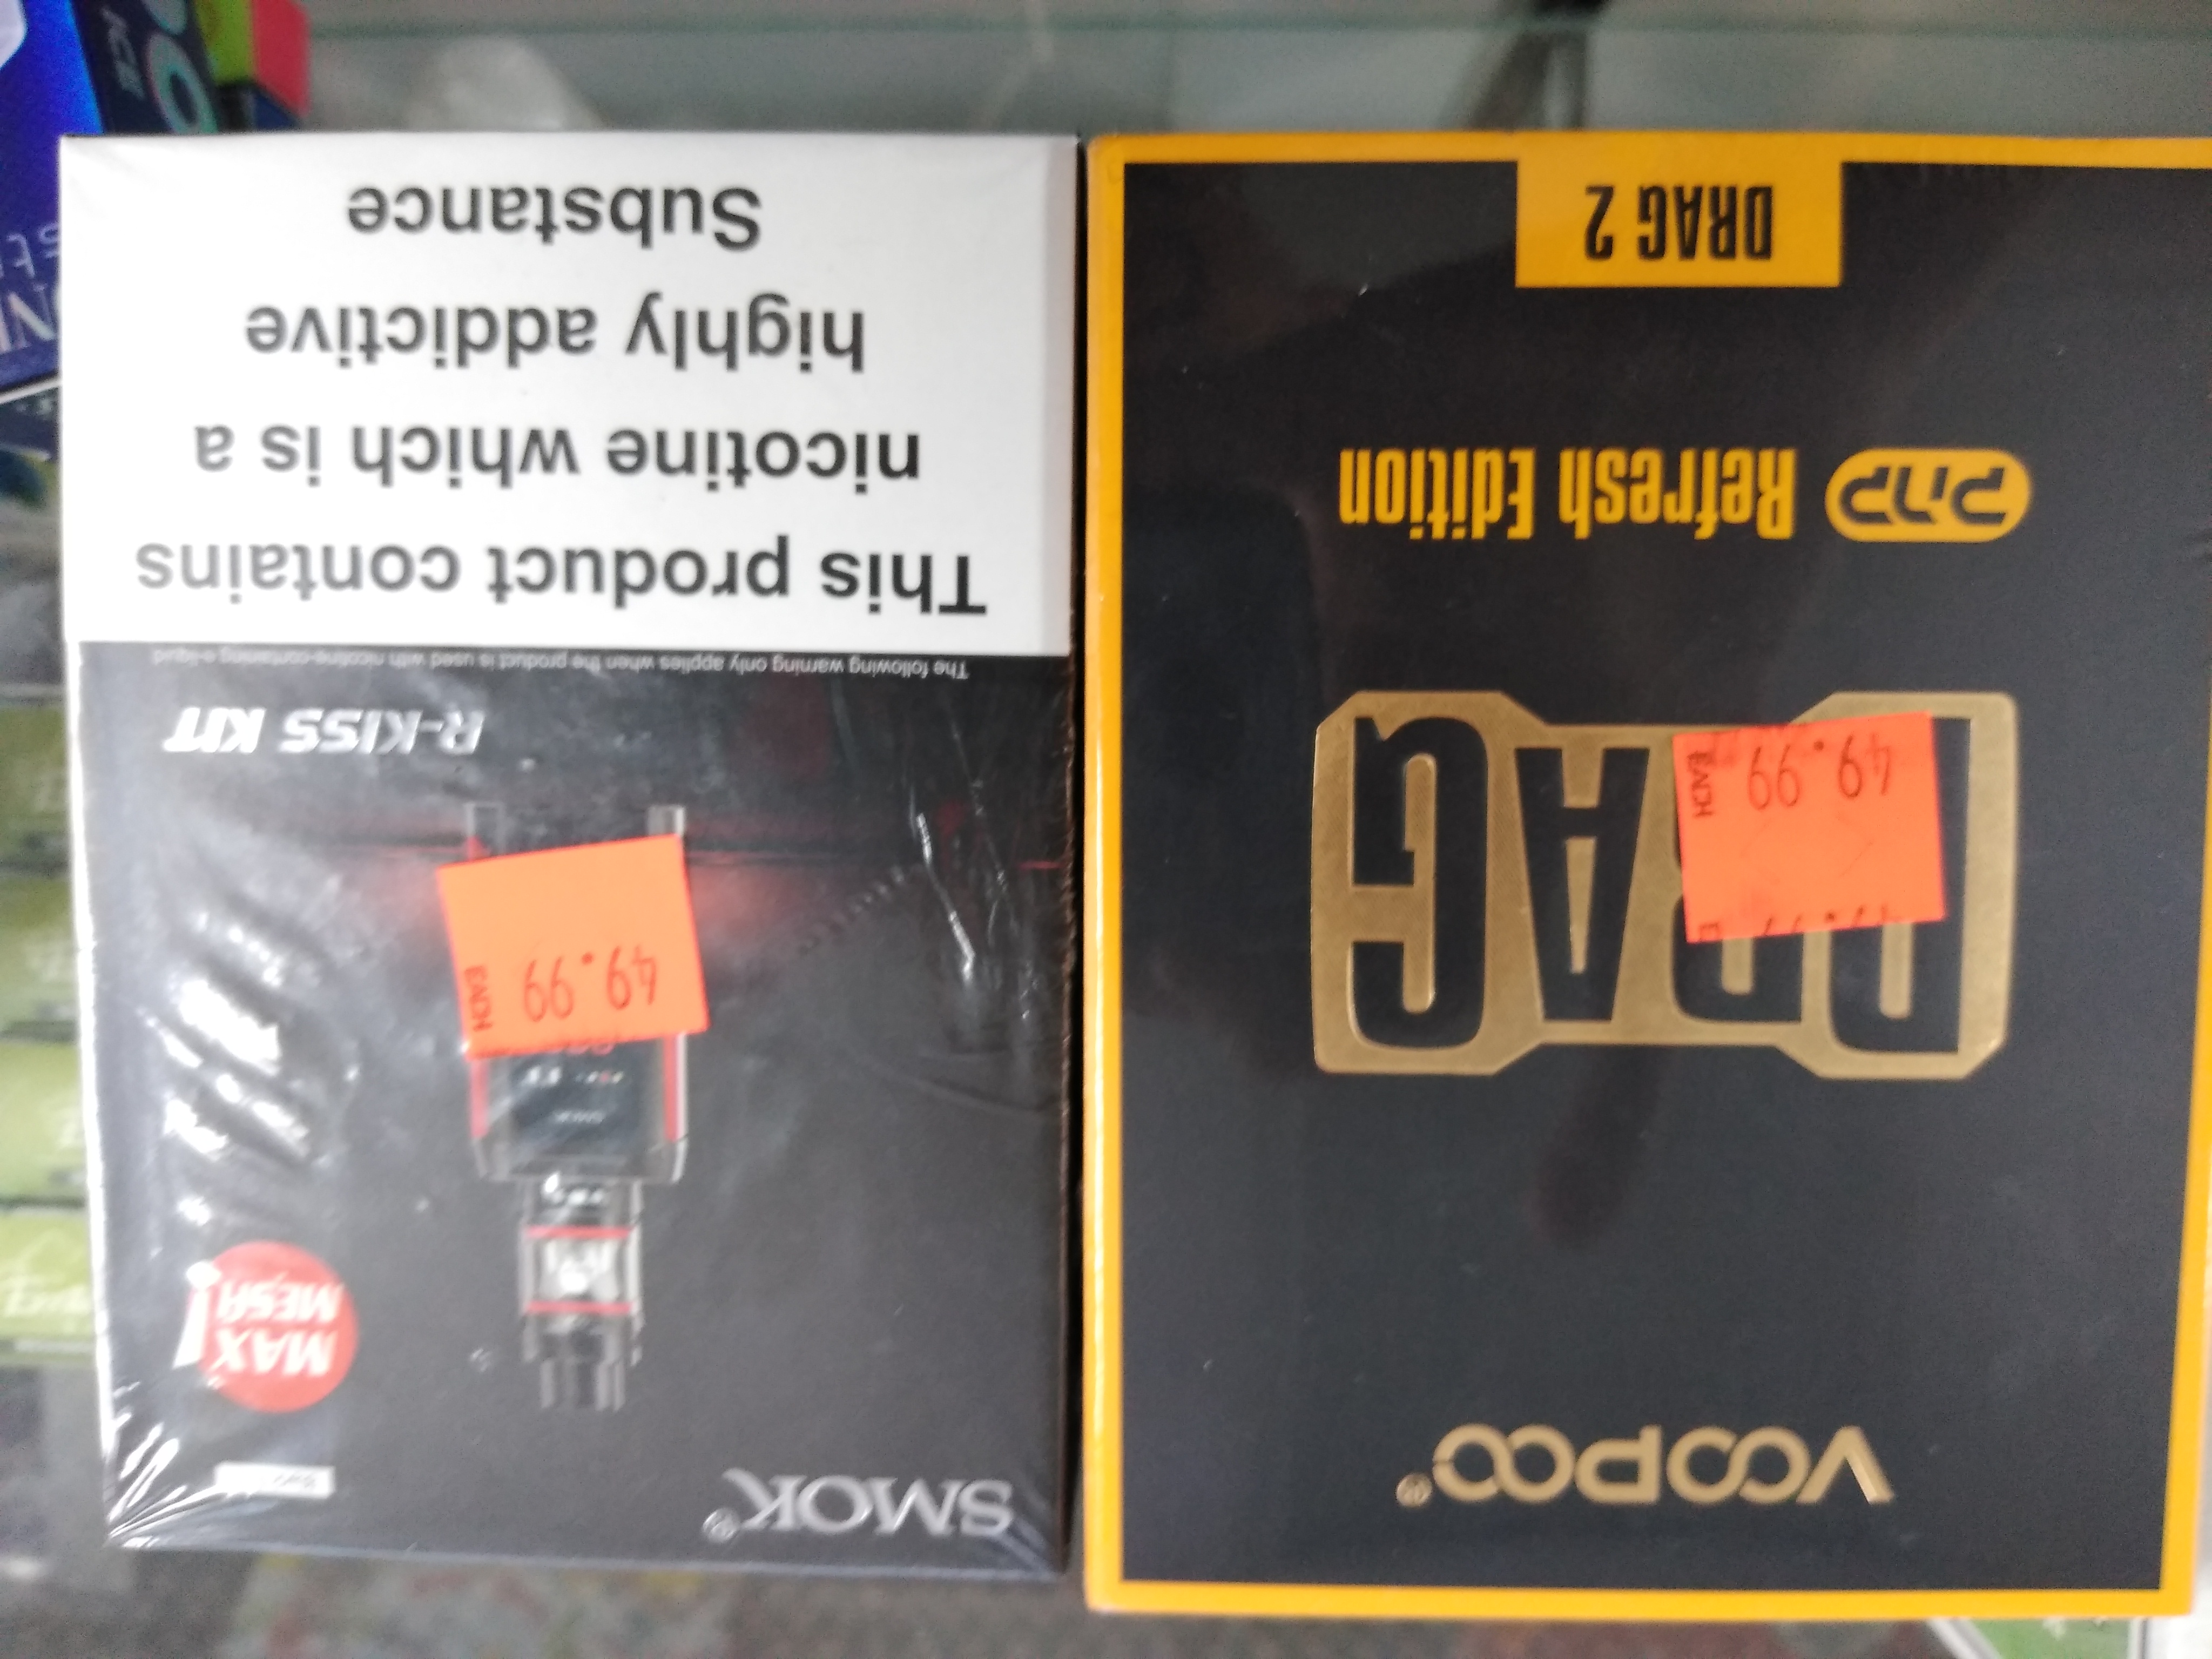 SMOK®
MAX
MESH
!
49.99
EACH
R-KISS KIT
The following warning only applies when the product is used with nicotine-containing e-liquid
This product contains
nicotine which is a
highly addictive
Substance
VOOPOO®
DRAG
49.99
EACH
PnP Refresh Edition
DRAG 2